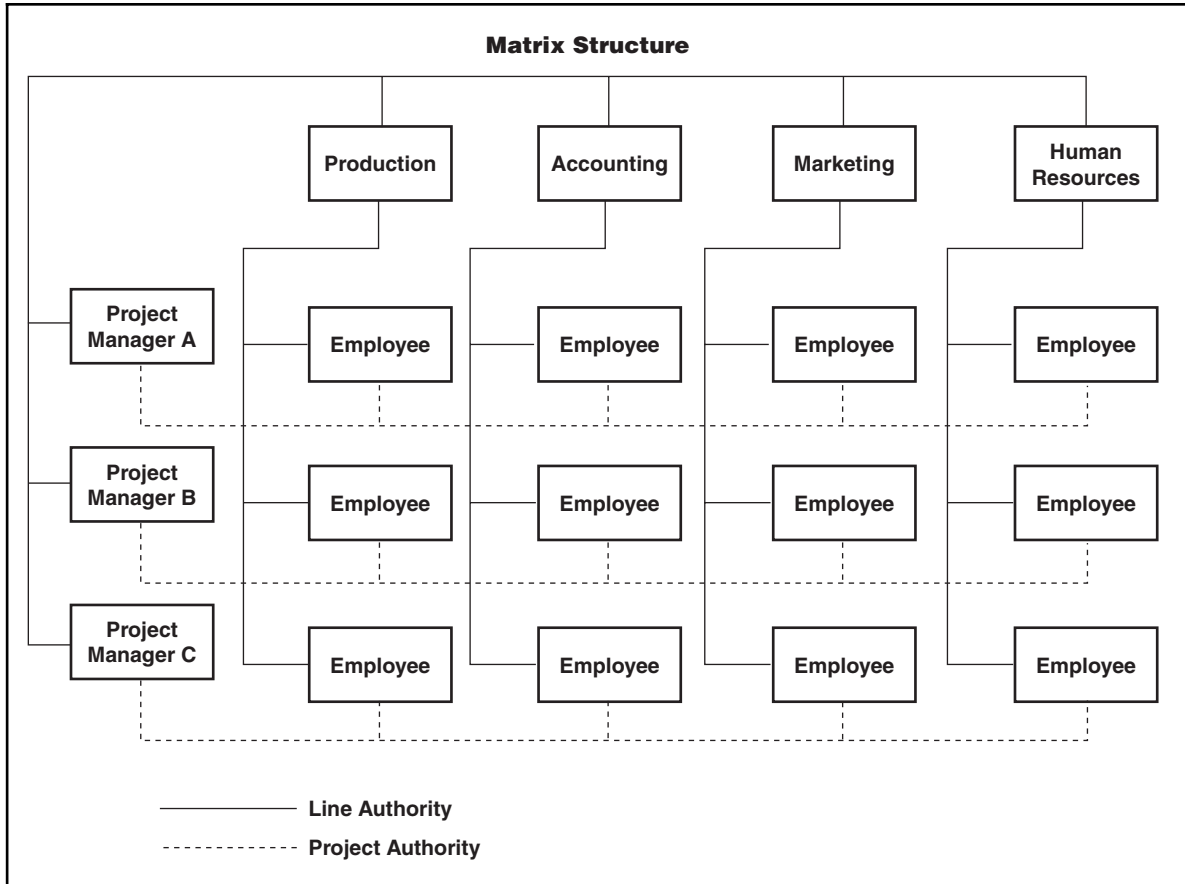 Matrix Structure
Production
Accounting
Marketing
Human
Resources
Project
Manager A
Employee
Employee
Employee
Employee
Project
Manager B
Employee
Employee
Employee
Employee
Project
Manager C
Employee
Employee
Employee
Employee
Line Authority
Project Authority